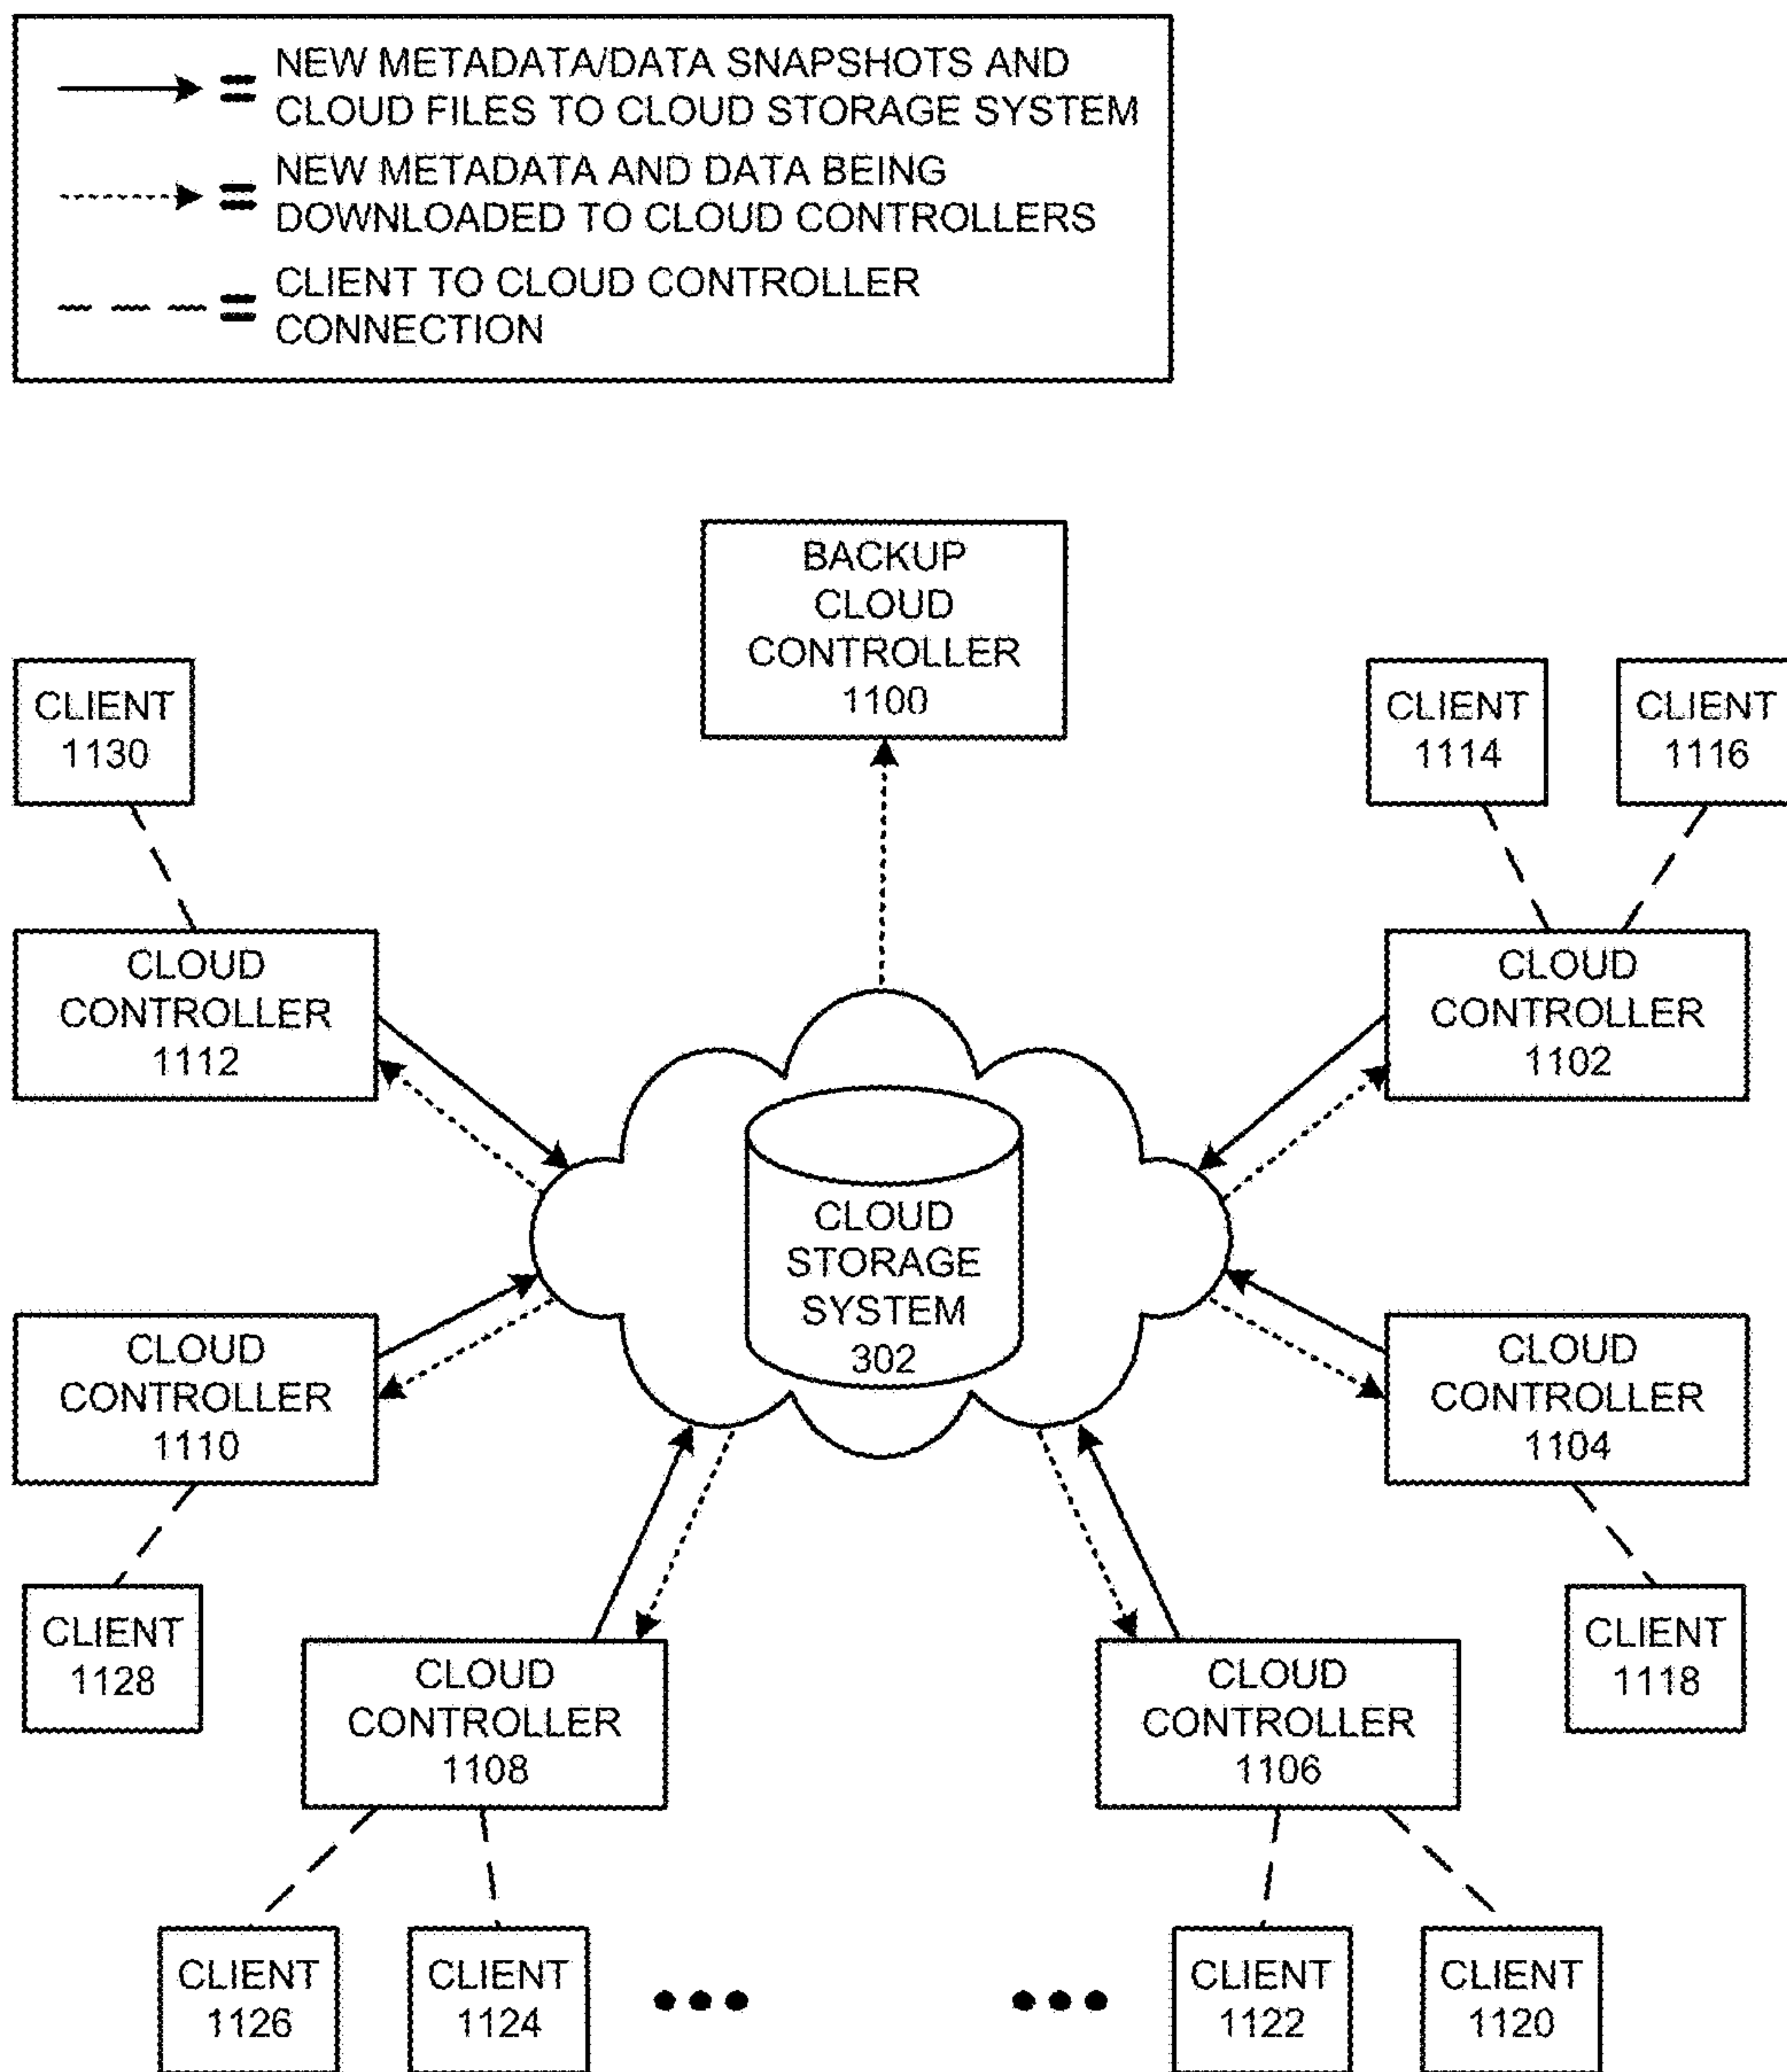 NEW METADATA/DATA SNAPSHOTS AND
CLOUD FILES TO CLOUD STORAGE SYSTEM
NEW METADATA AND DATA BEING
DOWNLOADED TO CLOUD CONTROLLERS
CLIENT TO CLOUD CONTROLLER
CONNECTION
BACKUP
CLOUD
CONTROLLER
1100
CLIENT
1130
CLIENT
1114
CLIENT
1116
CLOUD
CONTROLLER
1112
CLOUD
CONTROLLER
1102
CLOUD
STORAGE
SYSTEM
302
CLOUD
CONTROLLER
1110
CLOUD
CONTROLLER
1104
CLIENT
1128
CLOUD
CONTROLLER
1108
CLOUD
CONTROLLER
1106
CLIENT
1118
CLIENT
1126
CLIENT
1124
CLIENT
1122
CLIENT
1120